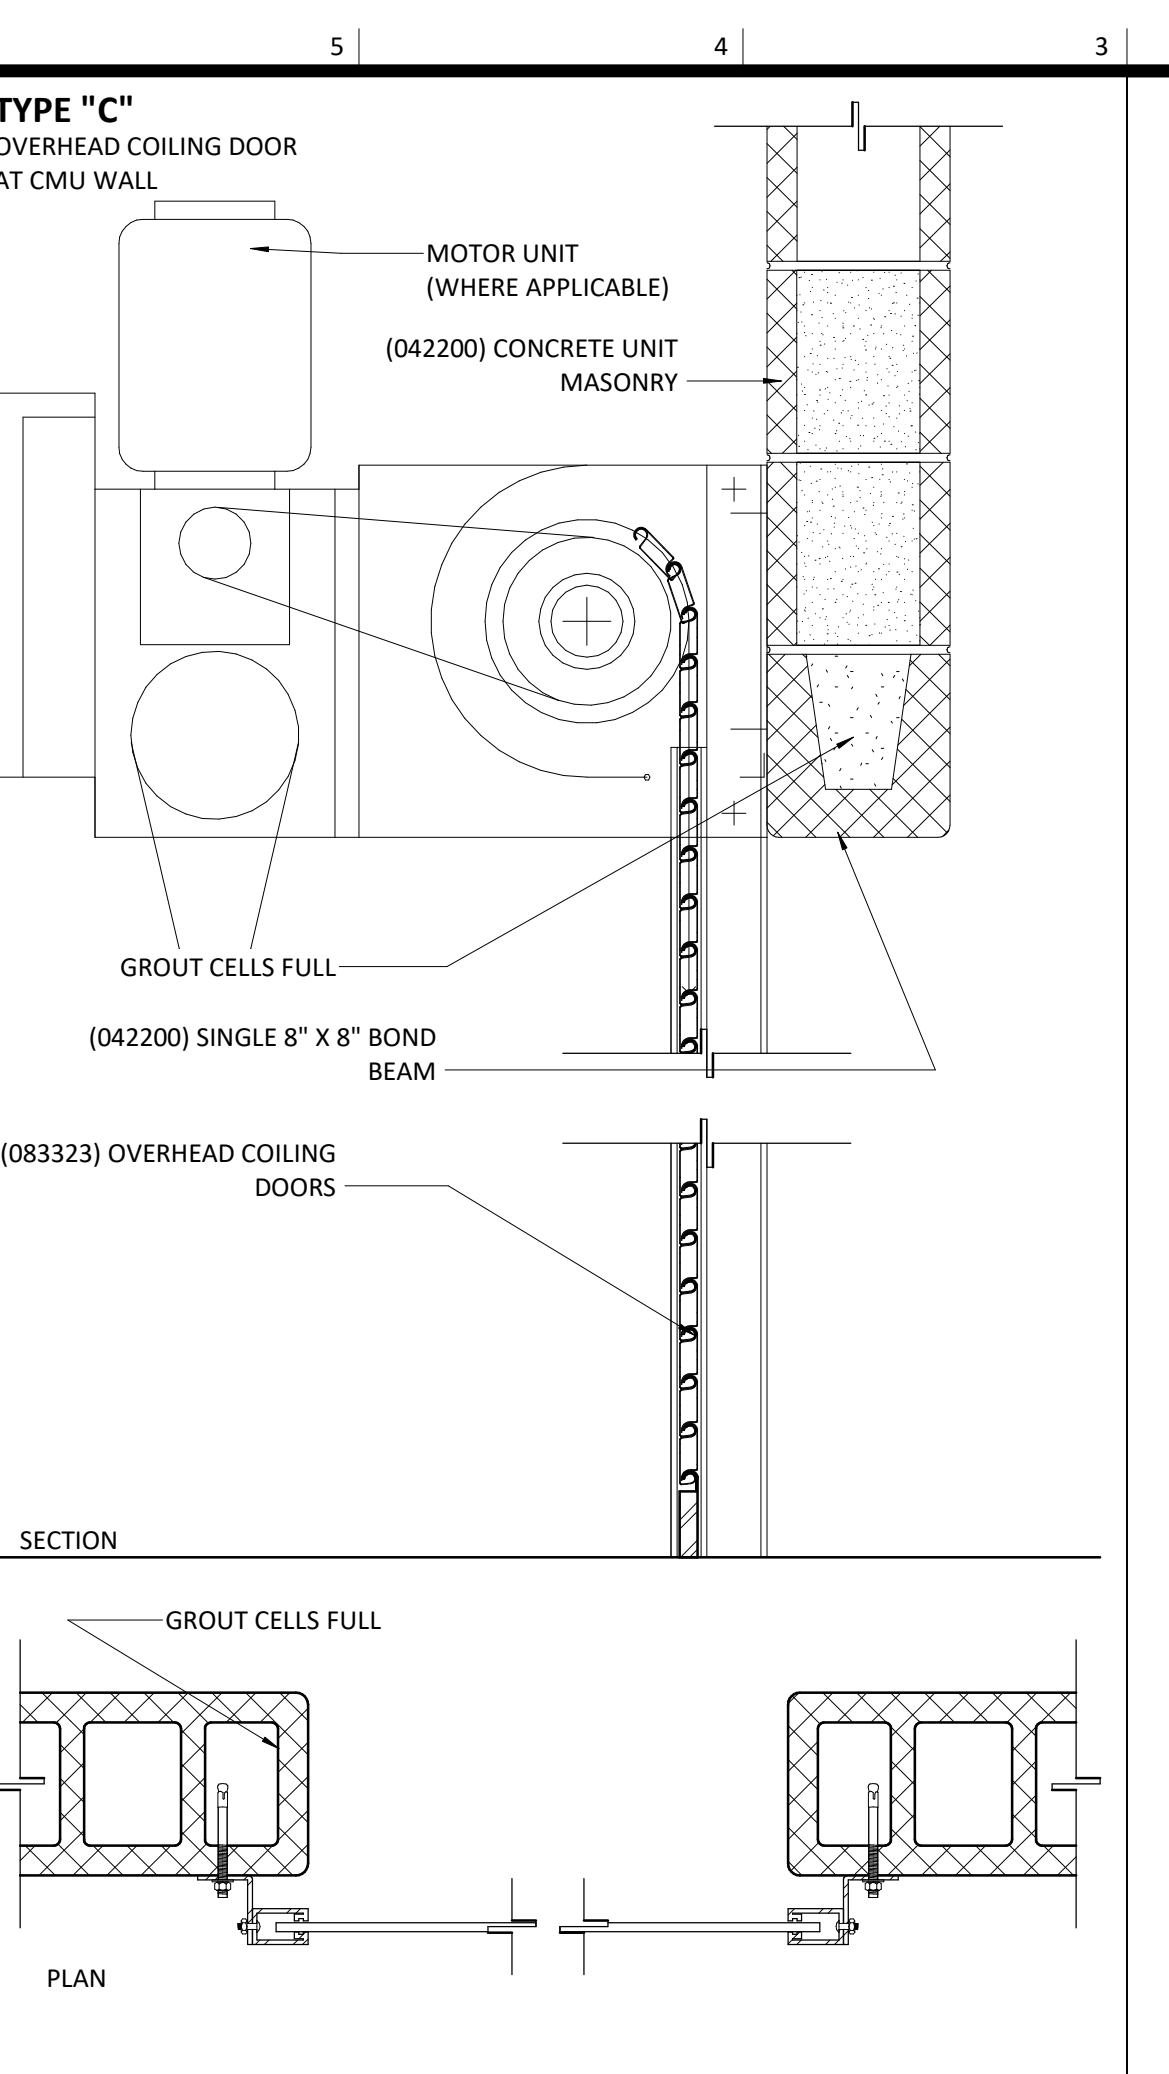 5
4
3
TYPE "C"
OVERHEAD COILING DOOR
AT CMU WALL
MOTOR UNIT
(WHERE APPLICABLE)
(042200) CONCRETE UNIT
MASONRY
GROUT CELLS FULL
(042200) SINGLE 8" X 8" BOND
BEAM
(083323) OVERHEAD COILING
DOORS
SECTION
GROUT CELLS FULL
PLAN